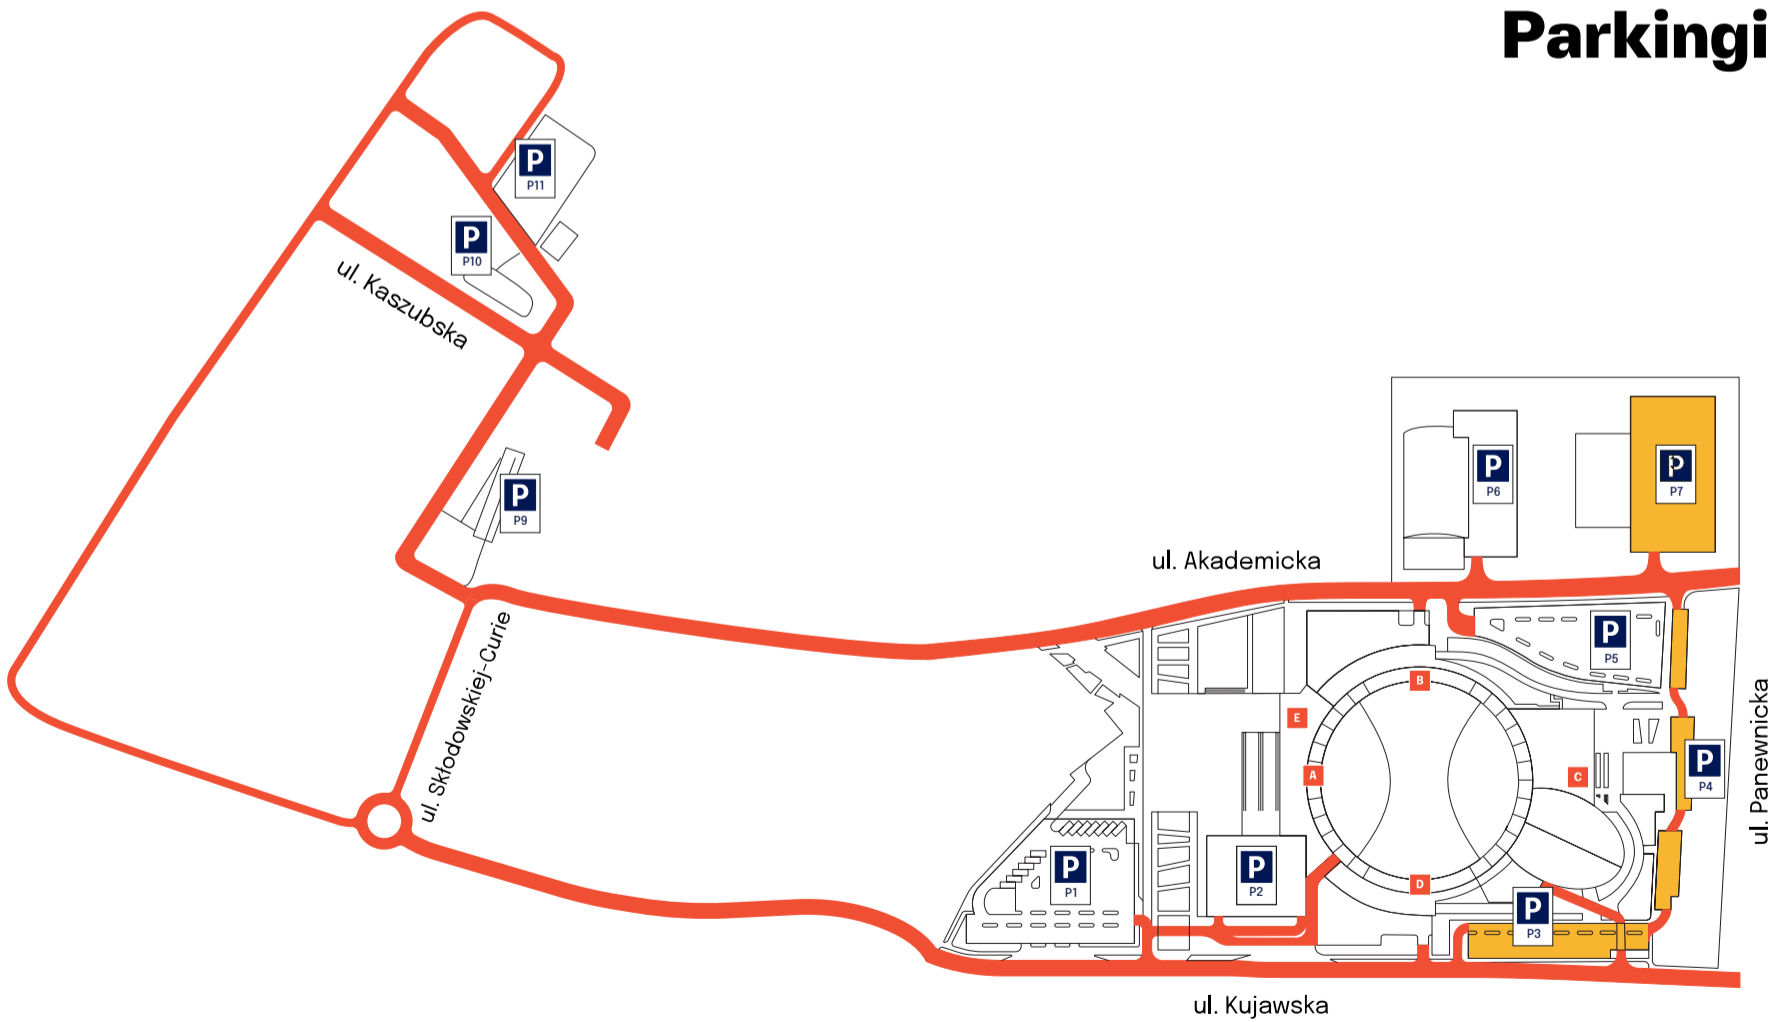 Parkingi
P
P11
P
P10
ul. Kaszubska
P
P9
P
P6
P
P7
ul. Akademicka
ul. Skłodowskiej-Curie
P
P5
B
E
A
C
P
P4
ul. Panewnicka
P
P1
P
P2
D
P
P3
ul. Kujawska